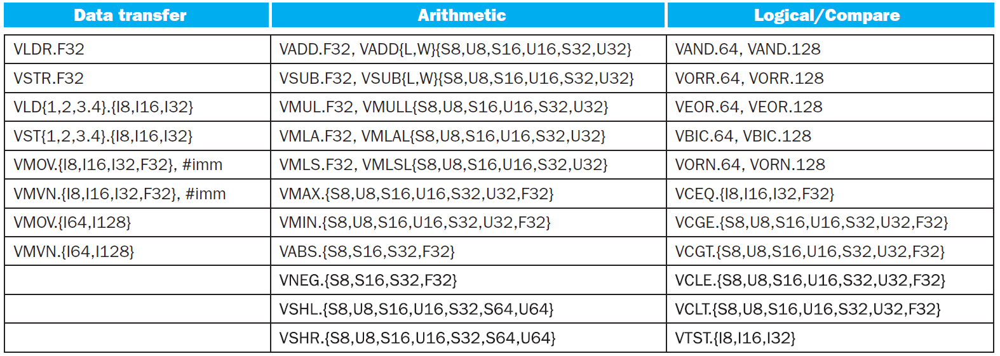 Data transfer Arithmetic Logical/Compare
VLDR.F32 VADD.F32, VADD{L,W}{S8,U8,S16,U16,S32,U32} VAND.64, VAND.128
VSTR.F32 VSUB.F32, VSUB{L,W}{S8,U8,S16,U16,S32,U32} VORR.64, VORR.128
VLD{1,2,3.4}.{I8,I16,I32} VMUL.F32, VMULL{S8,U8,S16,U16,S32,U32} VEOR.64, VEOR.128
VST{1,2,3.4}.{I8,I16,I32} VMLA.F32, VMLAL{S8,U8,S16,U16,S32,U32} VBIC.64, VBIC.128
VMOV.{I8,I16,I32,F32}, #imm VMLS.F32, VMLSL{S8,U8,S16,U16,S32,U32} VORN.64, VORN.128
VMVN.{I8,I16,I32,F32}, #imm VMAX.{S8,U8,S16,U16,S32,U32,F32} VCEQ.{I8,I16,I32,F32}
VMOV.{I64,I128} VMIN.{S8,U8,S16,U16,S32,U32,F32} VCGE.{S8,U8,S16,U16,S32,U32,F32}
VMVN.{I64,I128} VABS.{S8,S16,S32,F32} VCGT.{S8,U8,S16,U16,S32,U32,F32}
VNEG.{S8,S16,S32,F32} VCLE.{S8,U8,S16,U16,S32,U32,F32}
VSHL.{S8,U8,S16,U16,S32,S64,U64} VCLT.{S8,U8,S16,U16,S32,U32,F32}
VSHR.{S8,U8,S16,U16,S32,S64,U64} VTST.{I8,I16,I32}